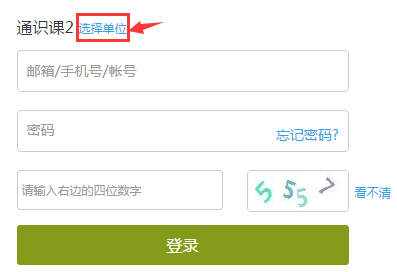 通识课2 选择单位
邮箱/手机号/帐号
密码 忘记密码?
请输入右边的四位数字 5557 看不清
登录